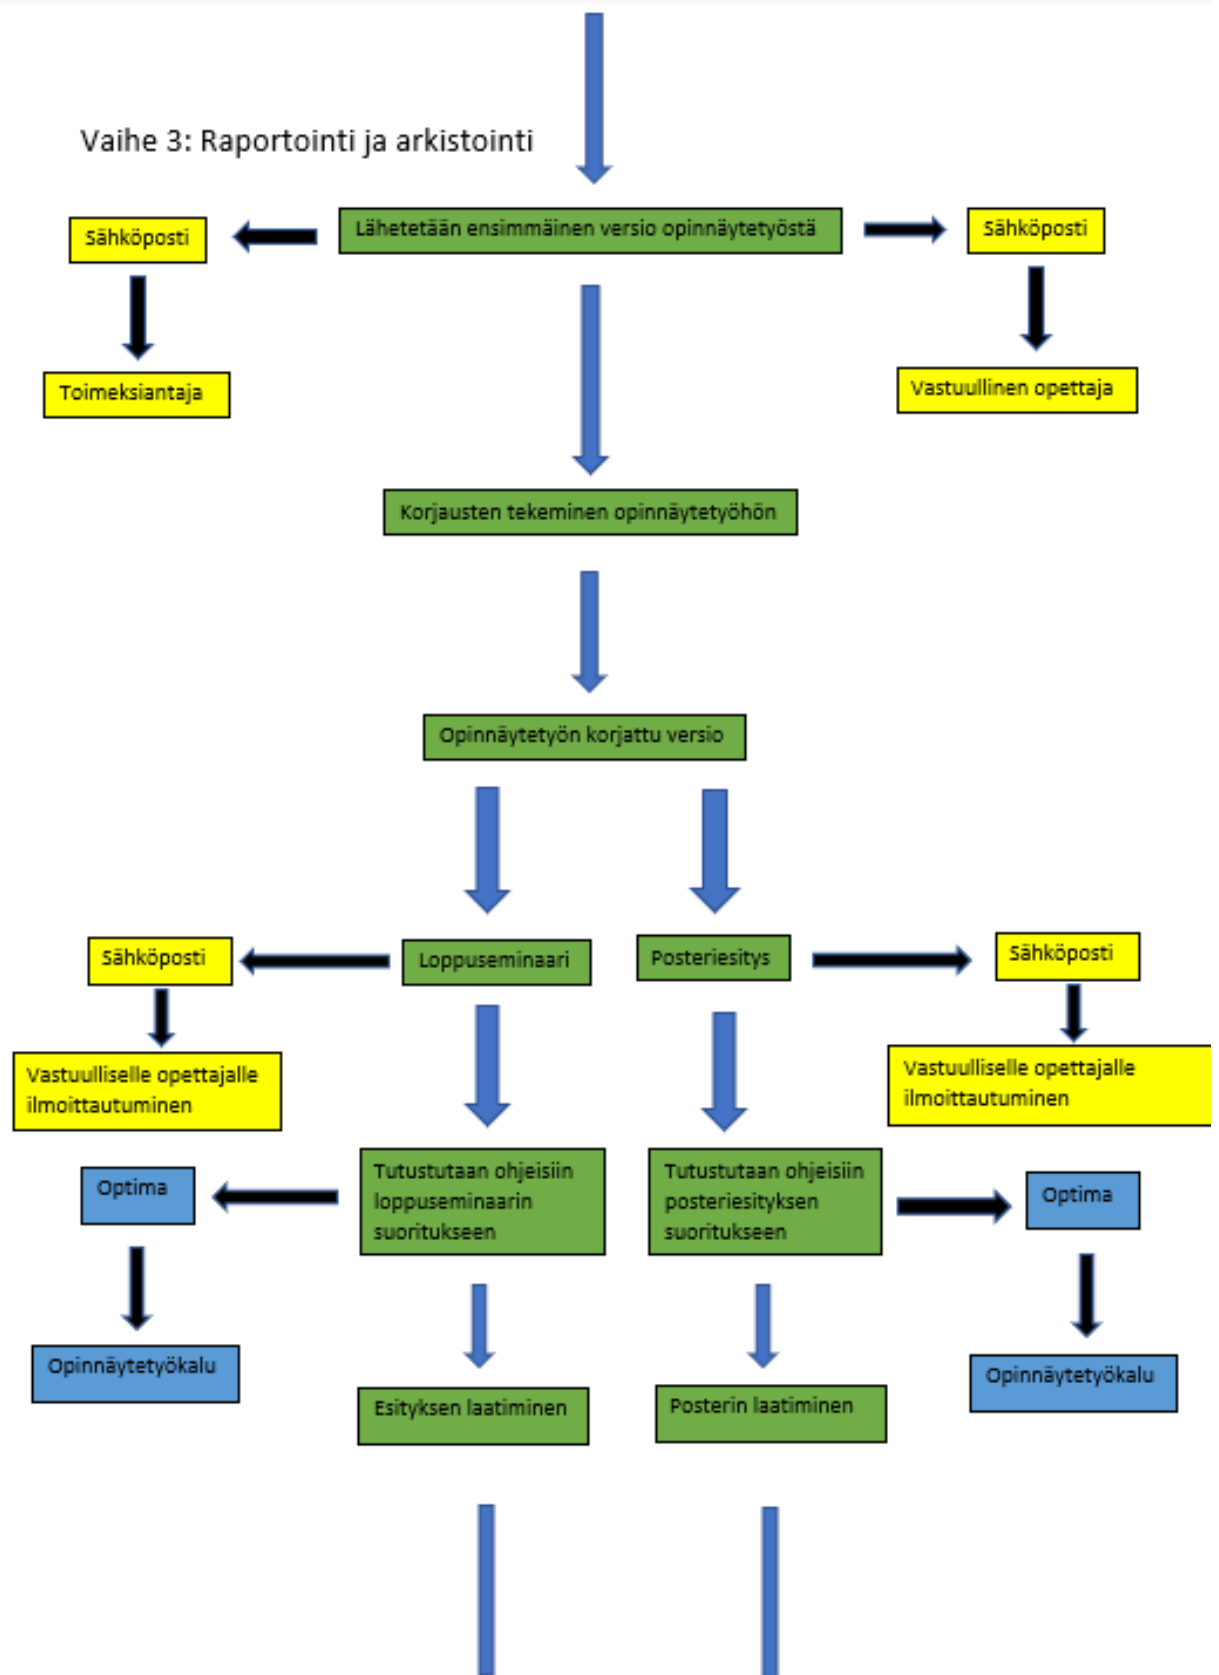 Vaihe 3: Raportointi ja arkistointi
Sähköposti
Lähetetään ensimmäinen versio opinnäytetyöstä
Sähköposti
Toimeksiantaja
Vastuullinen opettaja
Korjausten tekeminen opinnäytetyöhön
Opinnäytetyön korjattu versio
Sähköposti
Loppuseminaari
Posteriesitys
Sähköposti
Vastuulliselle opettajalle
ilmoittautuminen
Vastuulliselle opettajalle
ilmoittautuminen
Optima
Tutustutaan ohjeisiin
loppuseminaarin
suoritukseen
Tutustutaan ohjeisiin
posteriesityksen
suoritukseen
Optima
Opinnäytetyökalu
Esityksen laatiminen
Posterin laatiminen
Opinnäytetyökalu